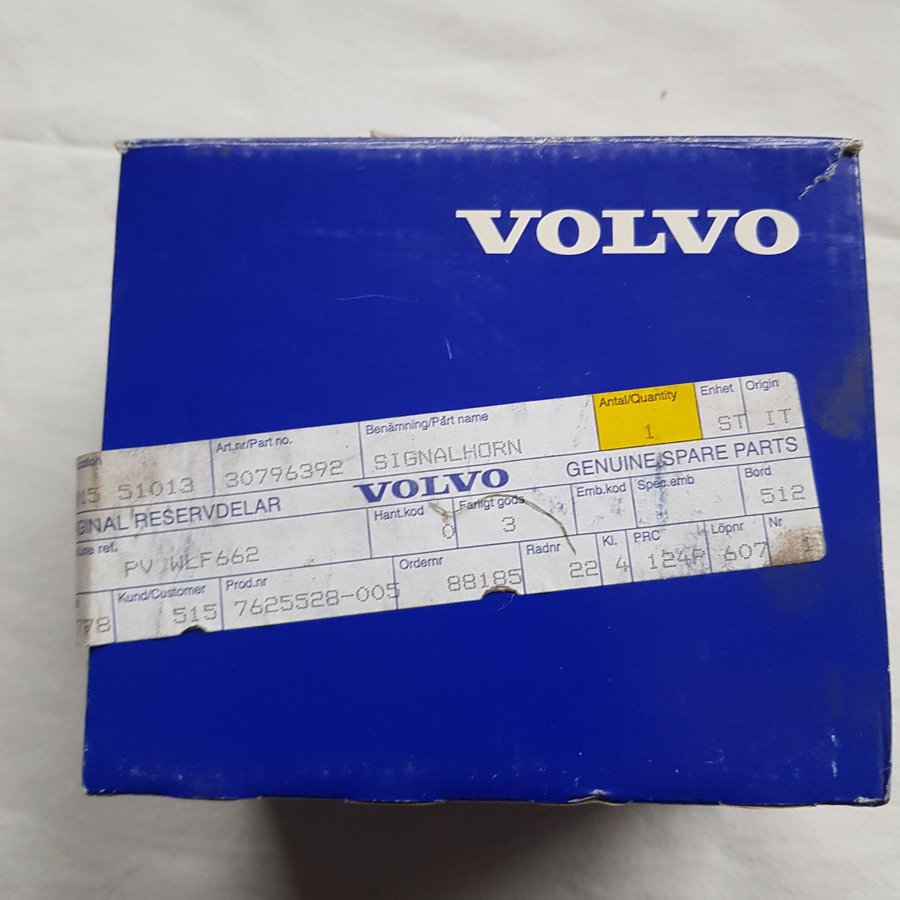 VOLVO
Art.nr/Part no. Benämning/Part name Antal/Quantity Enhet Origin
15 51013 30796392 SIGNALHORN 1 ST IT
GINAL RESERVDELAR VOLVO GENUINE SPARE PARTS
ref. Hant.kod Farligt gods Emb.kod Spec.emb Bord
PV WLF662 0 3 512
Kund/Customer Prod.nr Ordernr Radnr Kl. PRC Löpnr Nr
778 515 7625528-005 88185 22 4 124P 607 1